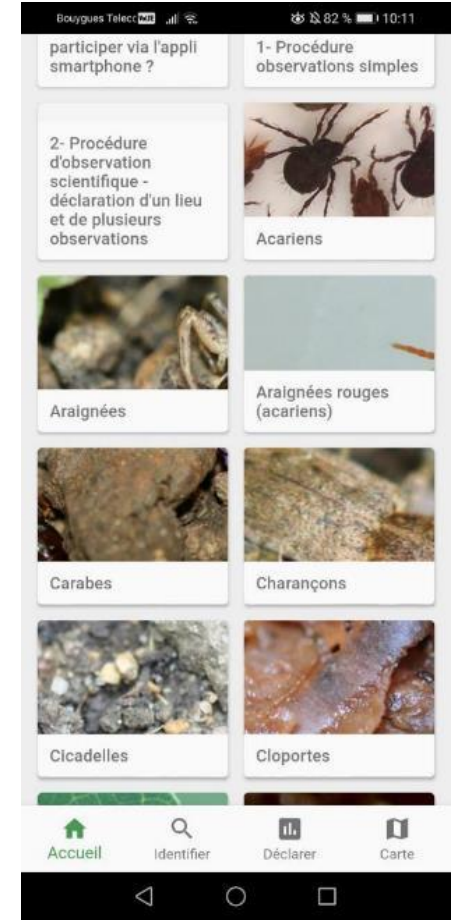 Bouygues Telecc 82 % 10:11
participer via l'appli
smartphone ?
1- Procédure
observations simples
2- Procédure
d'observation
scientifique -
déclaration d'un lieu
et de plusieurs
observations
Acariens
Araignées
Araignées rouges
(acariens)
Carabes
Charançons
Cicadelles
Cloportes
Accueil
Identifier
Déclarer
Carte